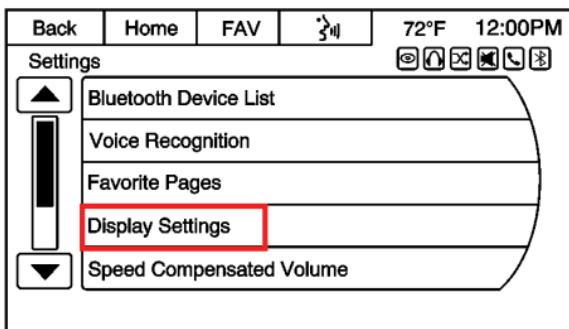 Back Home FAV 72°F 12:00PM
Settings
Bluetooth Device List
Voice Recognition
Favorite Pages
Display Settings
Speed Compensated Volume